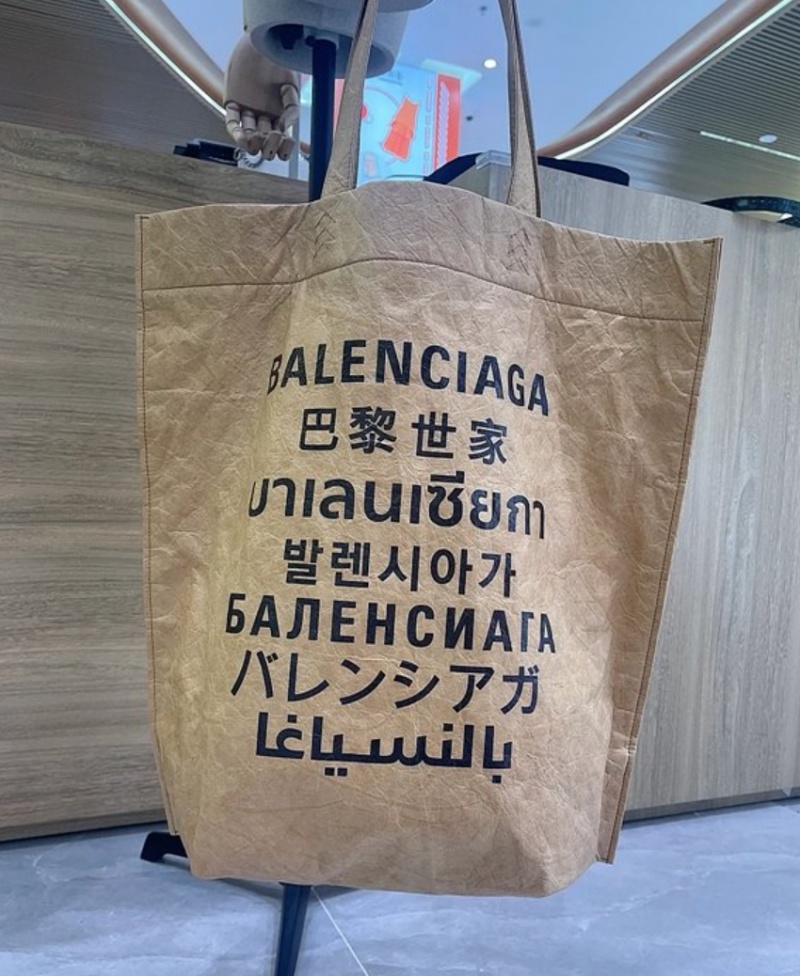 BALENCIAGA
巴黎世家
บาเลนเซียกา
발렌시아가
БАЛЕНСИАГА
バレンシアガ
بالنسياغا